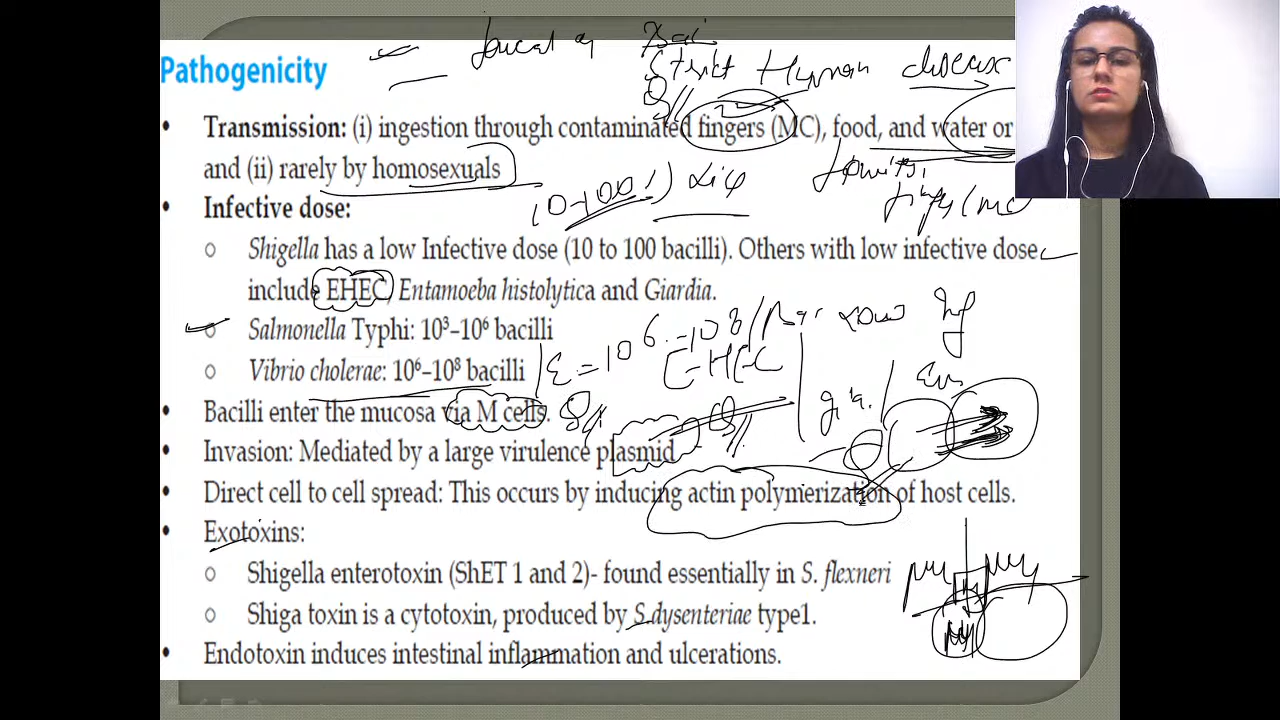 Pathogenicity
Strict Human disease
• Transmission: (i) ingestion through contaminated fingers (MC), food, and water or
and (ii) rarely by homosexuals
10-100
• Infective dose:
fingers (MC
o Shigella has a low Infective dose (10 to 100 bacilli). Others with low infective dose
include EHEC, Entamoeba histolytica and Giardia.
o Salmonella Typhi: 10³–10⁶ bacilli
10⁶–10⁸
o Vibrio cholerae: 10⁶–10⁸ bacilli
EHEC
• Bacilli enter the mucosa via M cells.
• Invasion: Mediated by a large virulence plasmid
• Direct cell to cell spread: This occurs by inducing actin polymerization of host cells.
• Exotoxins:
o Shigella enterotoxin (ShET 1 and 2)- found essentially in S. flexneri
o Shiga toxin is a cytotoxin, produced by S.dysenteriae type1.
• Endotoxin induces intestinal inflammation and ulcerations.